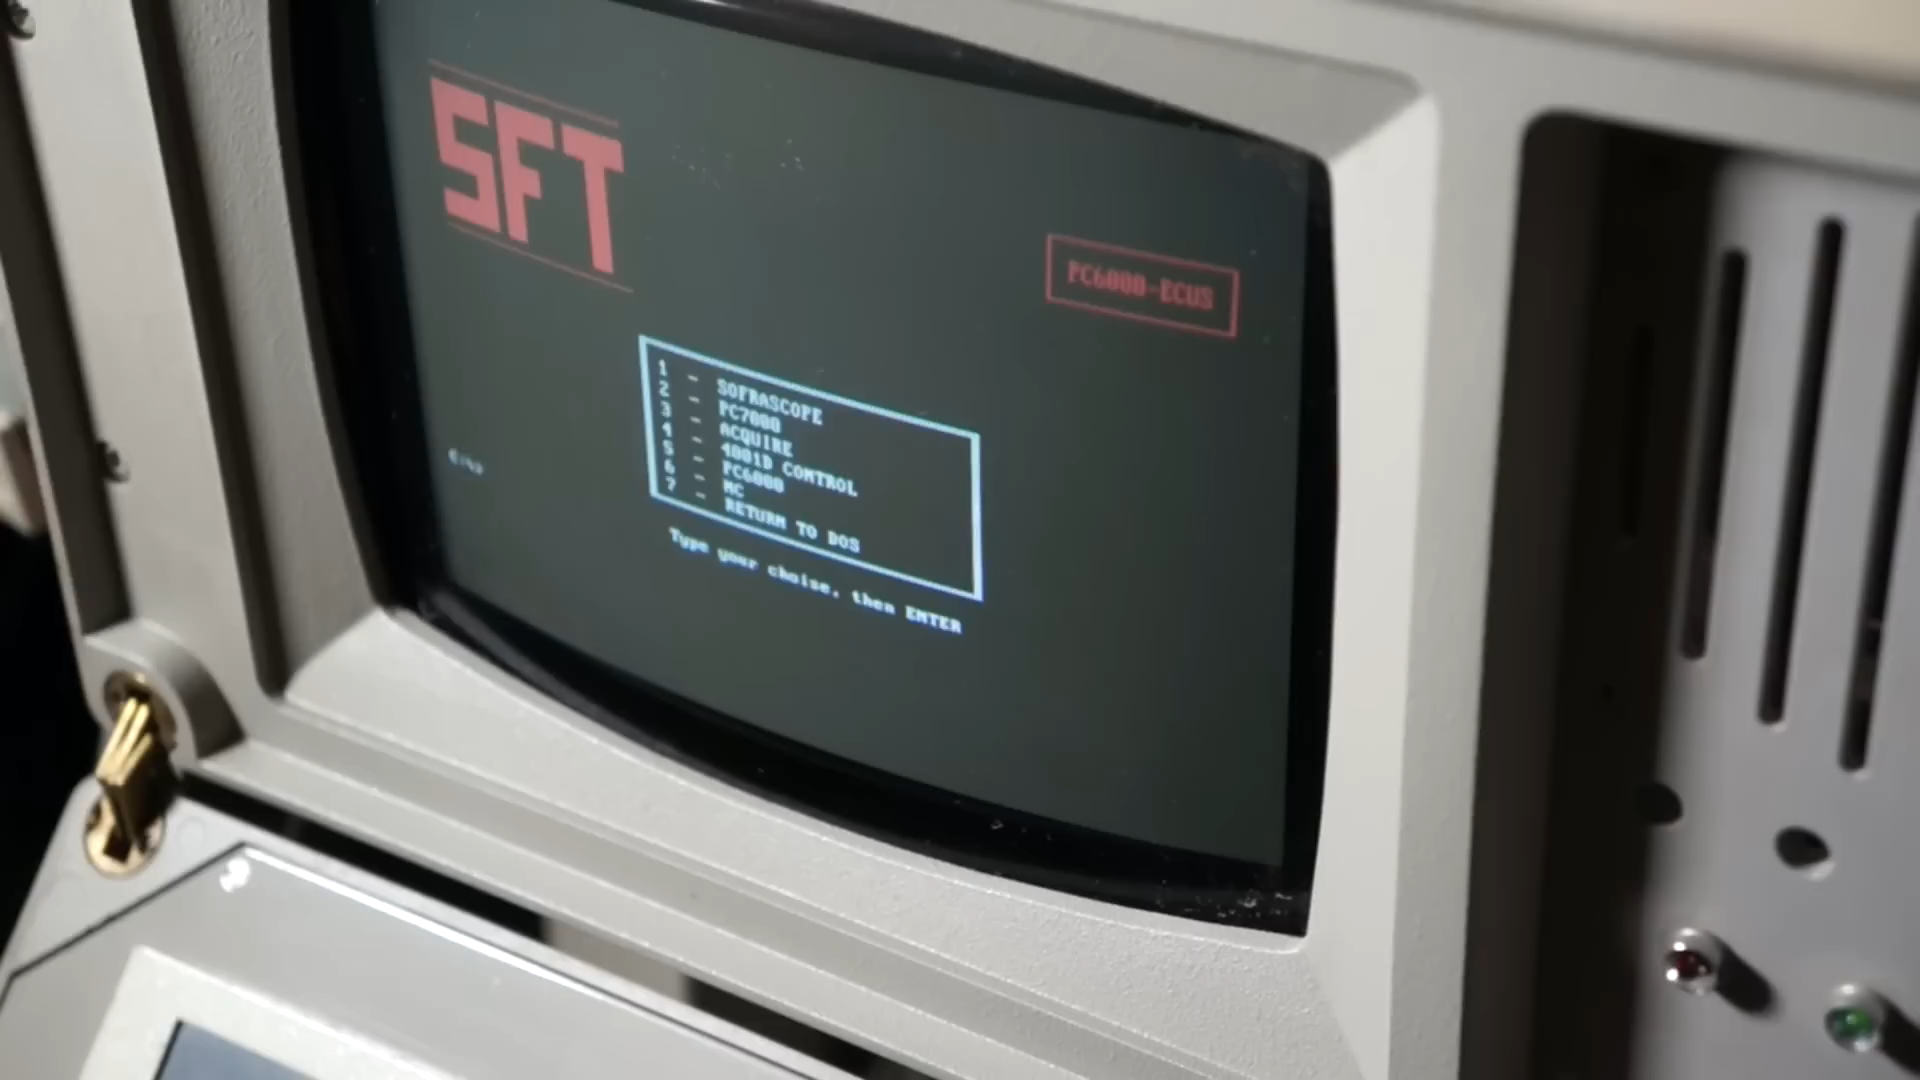 SFT
PC6000-ECUS
1 - SOFRASCOPE
2 - PC7000
3 - ACQUIRE
4 - 4001D CONTROL
5 - PC6000
6 - MC
7 - RETURN TO DOS
Type your choise, then ENTER